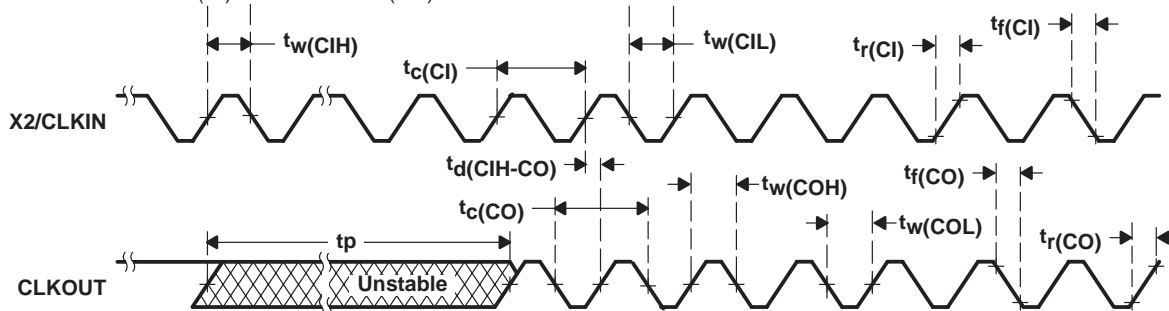 tw(CIH)
tw(CIL)
tr(CI)
tf(CI)
tc(CI)
X2/CLKIN
td(CIH-CO)
tw(COH)
tf(CO)
tc(CO)
tw(COL)
tr(CO)
tp
CLKOUT
Unstable